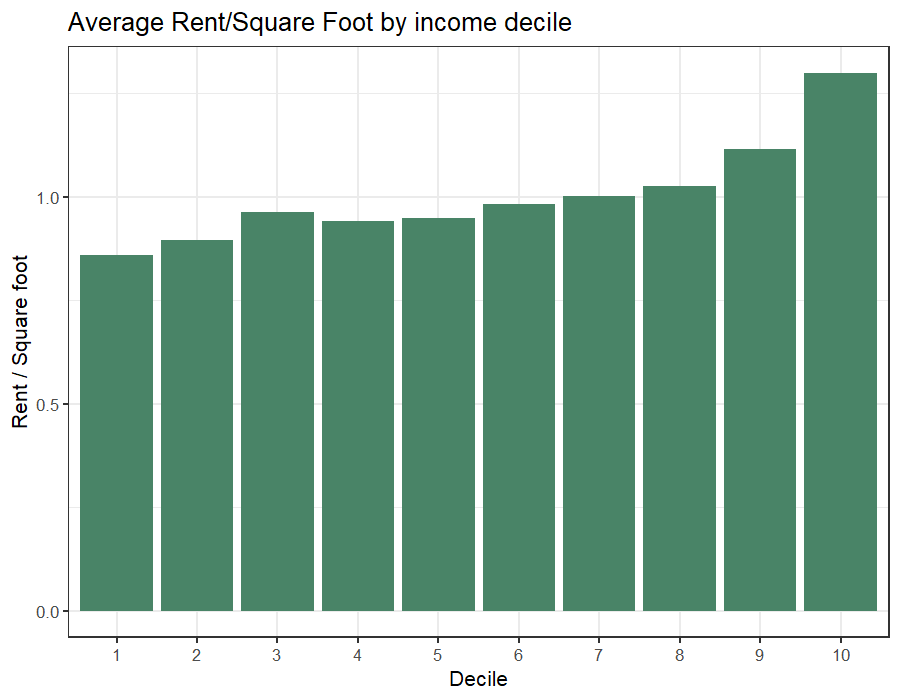 Average Rent/Square Foot by income decile
Rent / Square foot
1.0
0.5
0.0
1 2 3 4 5 6 7 8 9 10
Decile